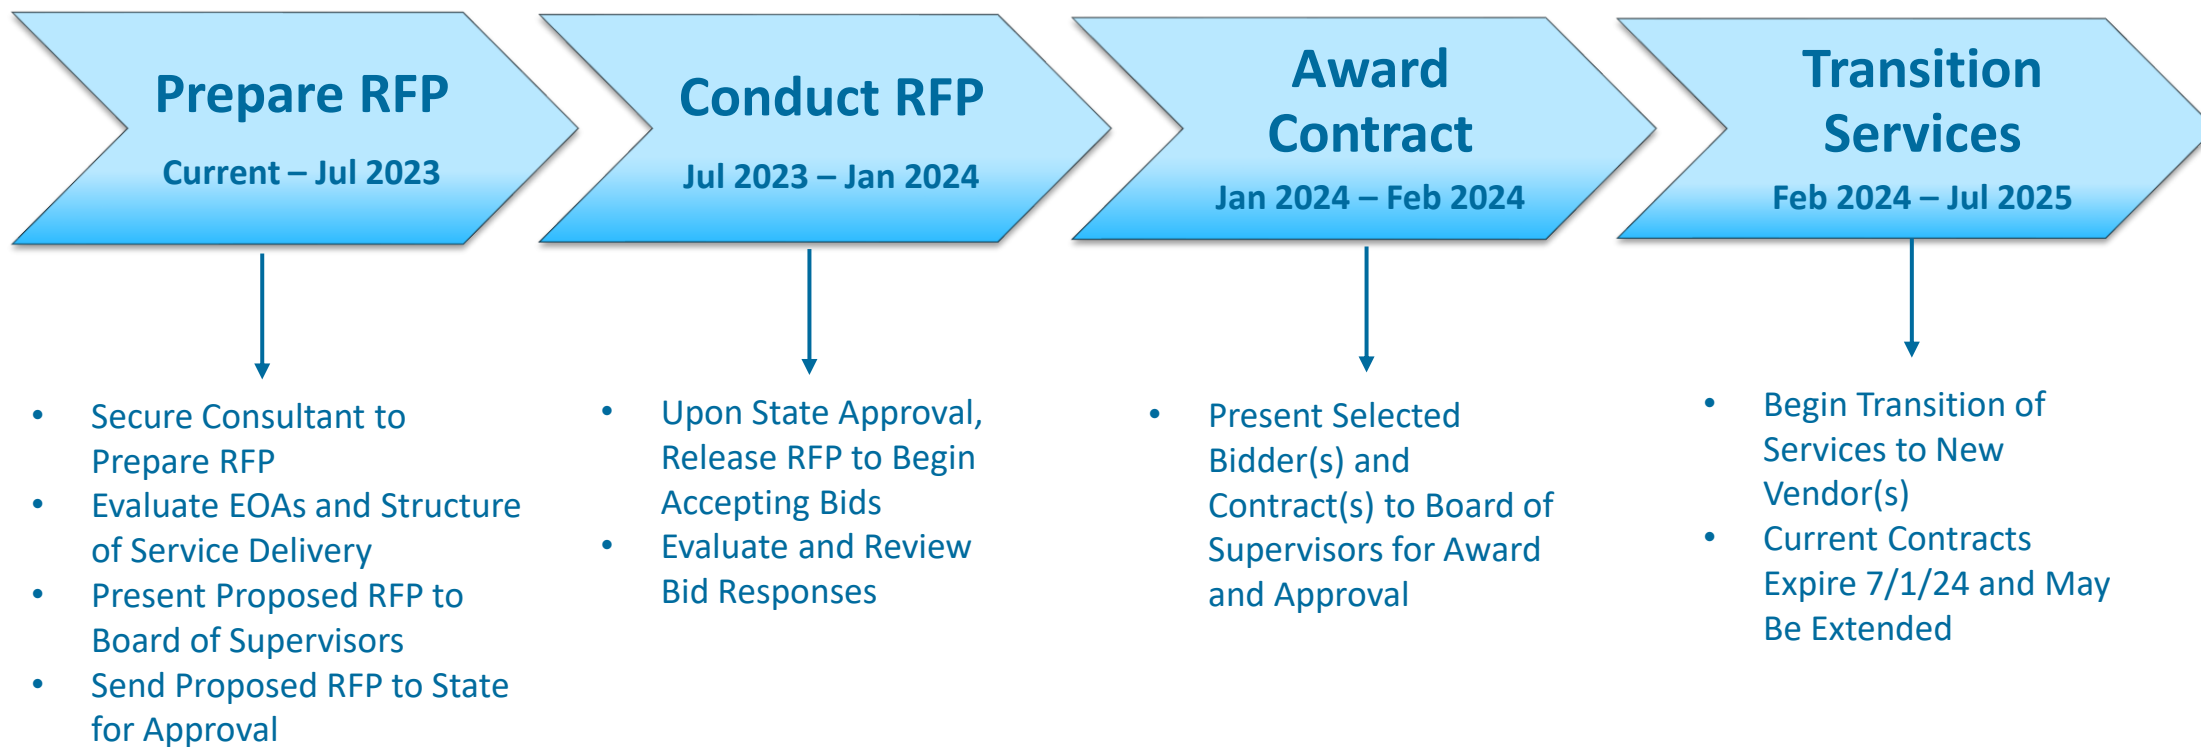 Prepare RFP
Current – Jul 2023
Conduct RFP
Jul 2023 – Jan 2024
Award
Contract
Jan 2024 – Feb 2024
Transition
Services
Feb 2024 – Jul 2025
• Secure Consultant to
Prepare RFP
• Evaluate EOAs and Structure
of Service Delivery
• Present Proposed RFP to
Board of Supervisors
• Send Proposed RFP to State
for Approval
• Upon State Approval,
Release RFP to Begin
Accepting Bids
• Evaluate and Review
Bid Responses
• Present Selected
Bidder(s) and
Contract(s) to Board of
Supervisors for Award
and Approval
• Begin Transition of
Services to New
Vendor(s)
• Current Contracts
Expire 7/1/24 and May
Be Extended